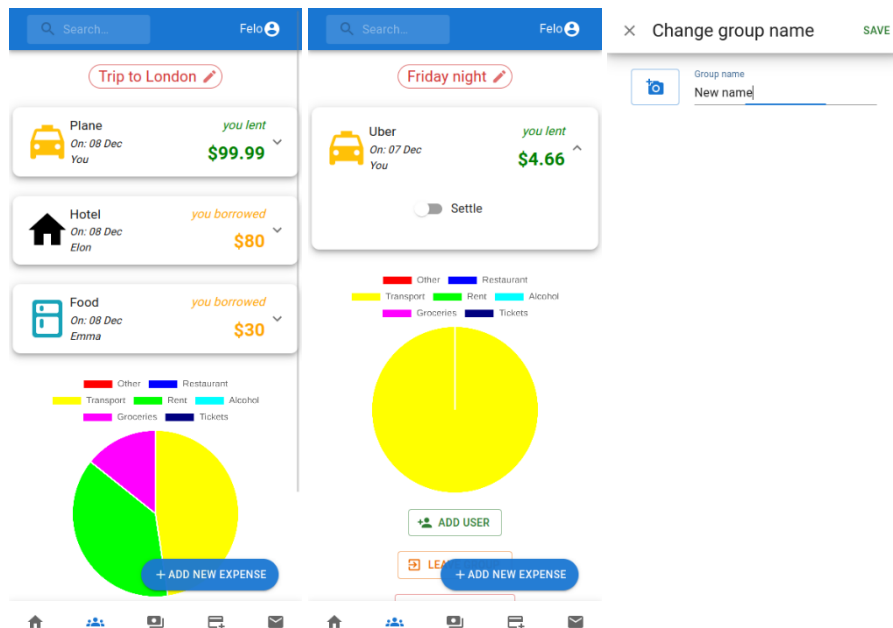 Search...
Felo
Trip to London
Plane
On: 08 Dec
You
you lent
$99.99
Hotel
On: 08 Dec
Elon
you borrowed
$80
Food
On: 08 Dec
Emma
you borrowed
$30
Other Restaurant
Transport Rent Alcohol
Groceries Tickets
+ ADD NEW EXPENSE
Search...
Felo
Friday night
Uber
On: 07 Dec
You
you lent
$4.66
Settle
Other Restaurant
Transport Rent Alcohol
Groceries Tickets
ADD USER
+ ADD NEW EXPENSE
Change group name
SAVE
Group name
New name